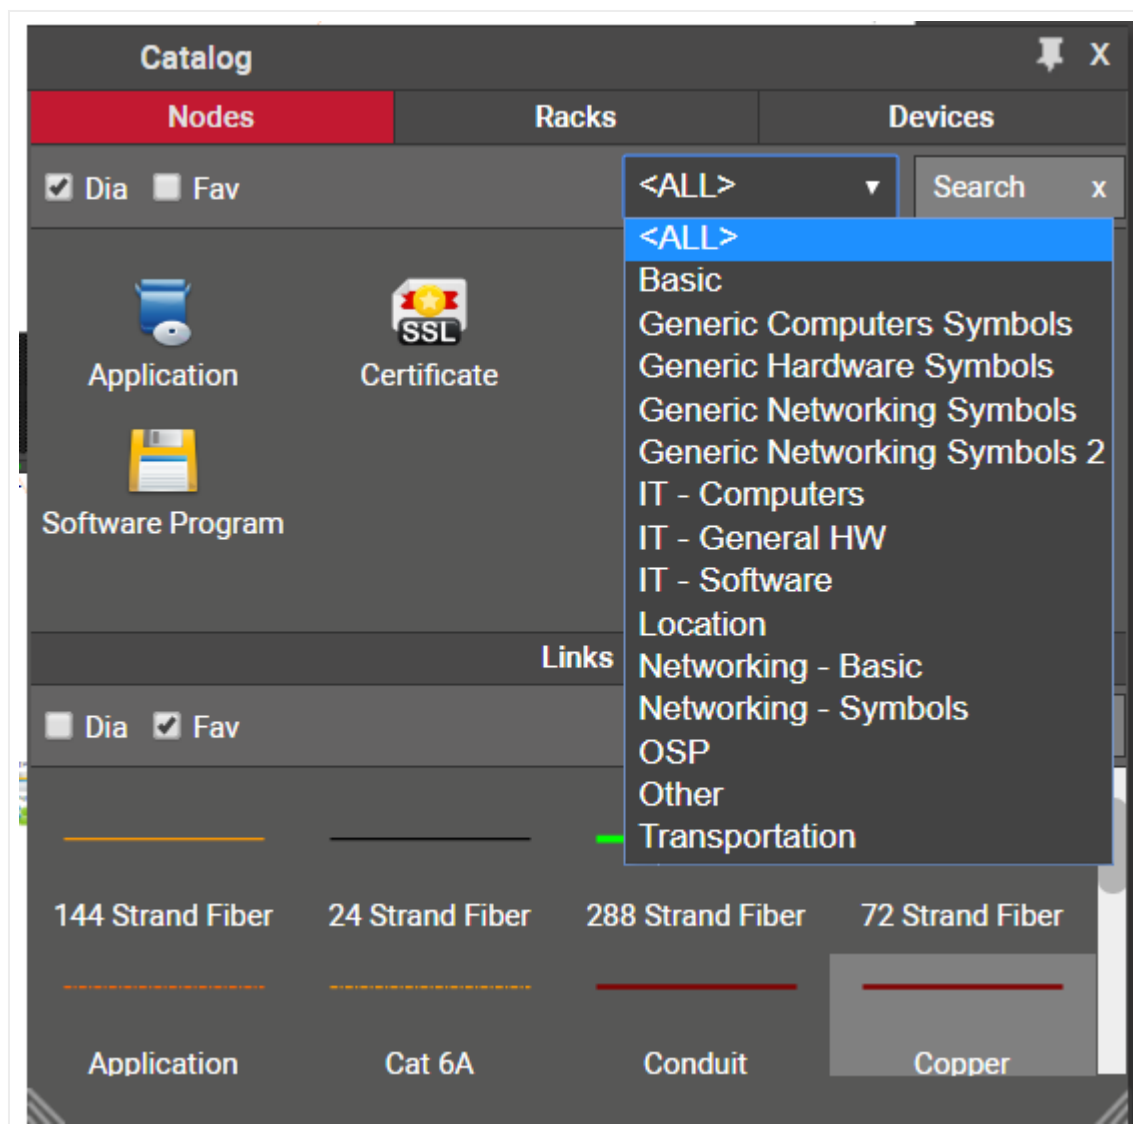 Catalog X
Nodes Racks Devices
Dia Fav <ALL> Search x
<ALL>
Basic
Generic Computers Symbols
Generic Hardware Symbols
Generic Networking Symbols
Generic Networking Symbols 2
IT - Computers
IT - General HW
IT - Software
Location
Networking - Basic
Networking - Symbols
OSP
Other
Transportation
SSL
Application Certificate
Software Program
Links
Dia Fav
144 Strand Fiber 24 Strand Fiber 288 Strand Fiber 72 Strand Fiber
Application Cat 6A Conduit Copper